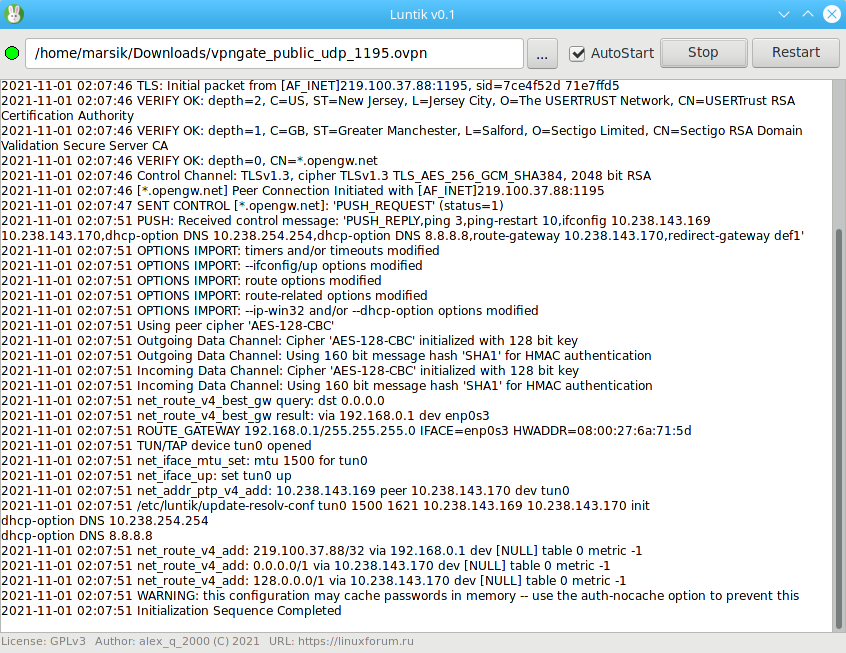 Luntik v0.1
/home/marsik/Downloads/vpngate_public_udp_1195.ovpn ... AutoStart Stop Restart
2021-11-01 02:07:46 TLS: Initial packet from [AF_INET]219.100.37.88:1195, sid=7ce4f52d 71e7ffd5
2021-11-01 02:07:46 VERIFY OK: depth=2, C=US, ST=New Jersey, L=Jersey City, O=The USERTRUST Network, CN=USERTrust RSA
Certification Authority
2021-11-01 02:07:46 VERIFY OK: depth=1, C=GB, ST=Greater Manchester, L=Salford, O=Sectigo Limited, CN=Sectigo RSA Domain
Validation Secure Server CA
2021-11-01 02:07:46 VERIFY OK: depth=0, CN=*.opengw.net
2021-11-01 02:07:46 Control Channel: TLSv1.3, cipher TLSv1.3 TLS_AES_256_GCM_SHA384, 2048 bit RSA
2021-11-01 02:07:46 [*.opengw.net] Peer Connection Initiated with [AF_INET]219.100.37.88:1195
2021-11-01 02:07:47 SENT CONTROL [*.opengw.net]: 'PUSH_REQUEST' (status=1)
2021-11-01 02:07:51 PUSH: Received control message: 'PUSH_REPLY,ping 3,ping-restart 10,ifconfig 10.238.143.169
10.238.143.170,dhcp-option DNS 10.238.254.254,dhcp-option DNS 8.8.8.8,route-gateway 10.238.143.170,redirect-gateway def1'
2021-11-01 02:07:51 OPTIONS IMPORT: timers and/or timeouts modified
2021-11-01 02:07:51 OPTIONS IMPORT: --ifconfig/up options modified
2021-11-01 02:07:51 OPTIONS IMPORT: route options modified
2021-11-01 02:07:51 OPTIONS IMPORT: route-related options modified
2021-11-01 02:07:51 OPTIONS IMPORT: --ip-win32 and/or --dhcp-option options modified
2021-11-01 02:07:51 Using peer cipher 'AES-128-CBC'
2021-11-01 02:07:51 Outgoing Data Channel: Cipher 'AES-128-CBC' initialized with 128 bit key
2021-11-01 02:07:51 Outgoing Data Channel: Using 160 bit message hash 'SHA1' for HMAC authentication
2021-11-01 02:07:51 Incoming Data Channel: Cipher 'AES-128-CBC' initialized with 128 bit key
2021-11-01 02:07:51 Incoming Data Channel: Using 160 bit message hash 'SHA1' for HMAC authentication
2021-11-01 02:07:51 net_route_v4_best_gw query: dst 0.0.0.0
2021-11-01 02:07:51 net_route_v4_best_gw result: via 192.168.0.1 dev enp0s3
2021-11-01 02:07:51 ROUTE_GATEWAY 192.168.0.1/255.255.255.0 IFACE=enp0s3 HWADDR=08:00:27:6a:71:5d
2021-11-01 02:07:51 TUN/TAP device tun0 opened
2021-11-01 02:07:51 net_iface_mtu_set: mtu 1500 for tun0
2021-11-01 02:07:51 net_iface_up: set tun0 up
2021-11-01 02:07:51 net_addr_ptp_v4_add: 10.238.143.169 peer 10.238.143.170 dev tun0
2021-11-01 02:07:51 /etc/luntik/update-resolv-conf tun0 1500 1621 10.238.143.169 10.238.143.170 init
dhcp-option DNS 10.238.254.254
dhcp-option DNS 8.8.8.8
2021-11-01 02:07:51 net_route_v4_add: 219.100.37.88/32 via 192.168.0.1 dev [NULL] table 0 metric -1
2021-11-01 02:07:51 net_route_v4_add: 0.0.0.0/1 via 10.238.143.170 dev [NULL] table 0 metric -1
2021-11-01 02:07:51 net_route_v4_add: 128.0.0.0/1 via 10.238.143.170 dev [NULL] table 0 metric -1
2021-11-01 02:07:51 WARNING: this configuration may cache passwords in memory -- use the auth-nocache option to prevent this
2021-11-01 02:07:51 Initialization Sequence Completed
License: GPLv3 Author: alex_q_2000 (C) 2021 URL: https://linuxforum.ru